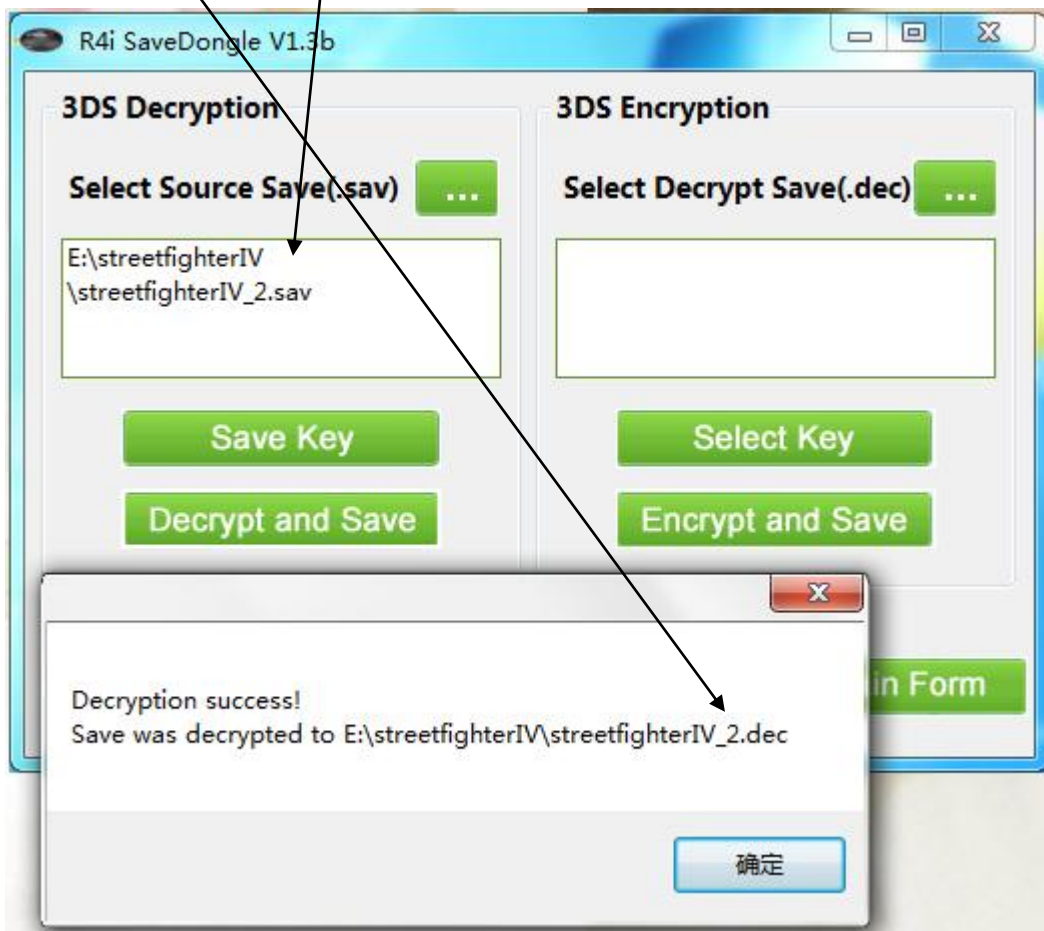 R4i SaveDongle V1.3b
3DS Decryption
Select Source Save(.sav)
...
E:\streetfighterIV
\streetfighterIV_2.sav
Save Key
Decrypt and Save
3DS Encryption
Select Decrypt Save(.dec)
...
Select Key
Encrypt and Save
in Form
Decryption success!
Save was decrypted to E:\streetfighterIV\streetfighterIV_2.dec
确定